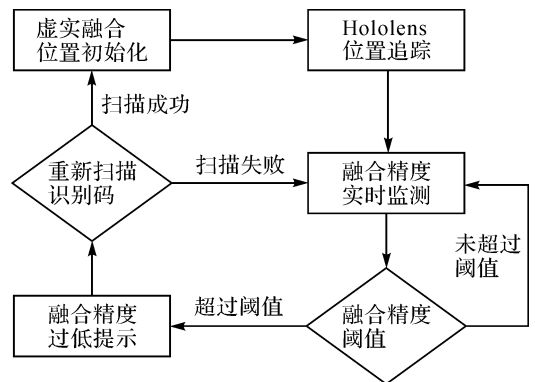 虚实融合
位置初始化
Hololens
位置追踪
扫描成功
重新扫描
识别码
扫描失败
融合精度
实时监测
未超过
阈值
融合精度
过低提示
超过阈值
融合精度
阈值